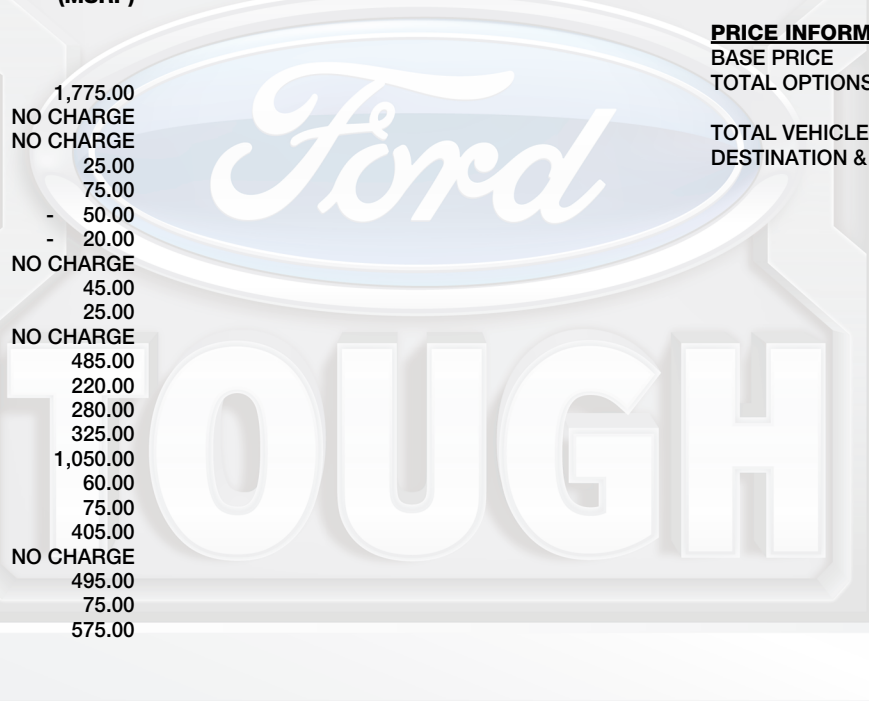 (MSRP)
1,775.00
NO CHARGE
NO CHARGE
25.00
75.00
- 50.00
- 20.00
NO CHARGE
45.00
25.00
NO CHARGE
485.00
220.00
280.00
325.00
1,050.00
60.00
75.00
405.00
NO CHARGE
495.00
75.00
575.00
PRICE INFORM
BASE PRICE
TOTAL OPTIONS
TOTAL VEHICLE
DESTINATION &
Ford
TOUGH